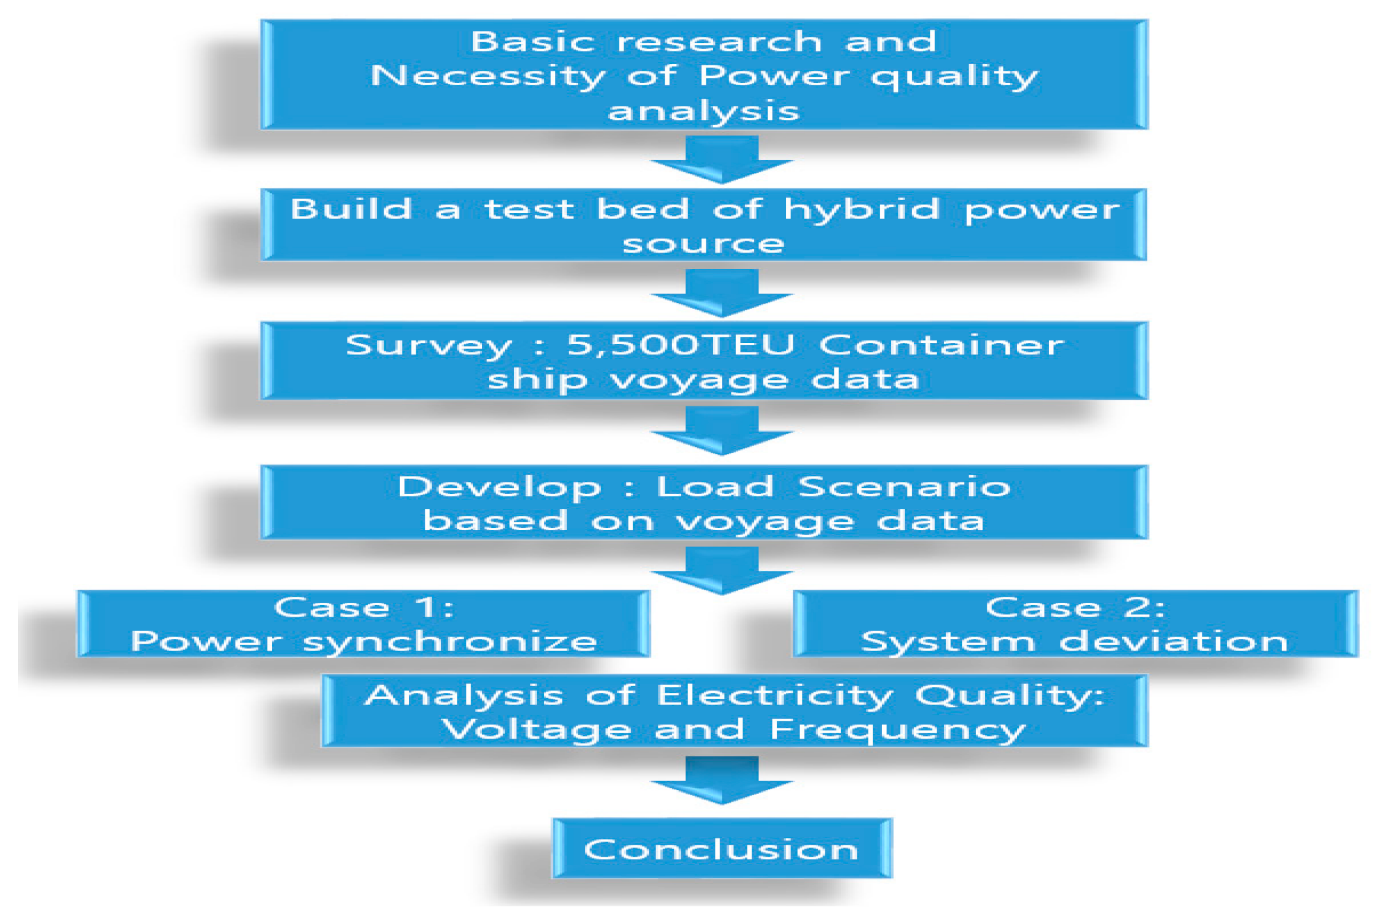 Basic research and
Necessity of Power quality
analysis
Build a test bed of hybrid power
source
Survey : 5,500TEU Container
ship voyage data
Develop : Load Scenario
based on voyage data
Case 1:
Power synchronize
Case 2:
System deviation
Analysis of Electricity Quality:
Voltage and Frequency
Conclusion